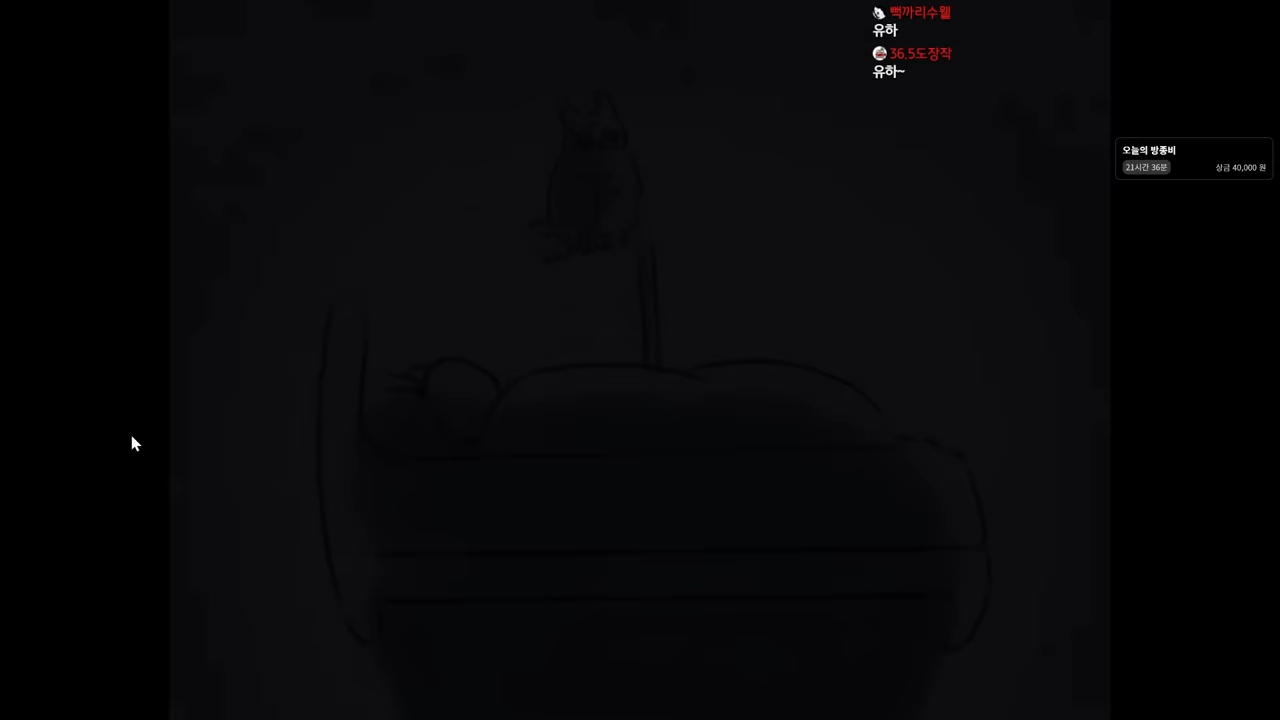 뻑까리수웰
유하
36.5도장작
유하~
오늘의 방종비
21시간 36분
상금 40,000 원